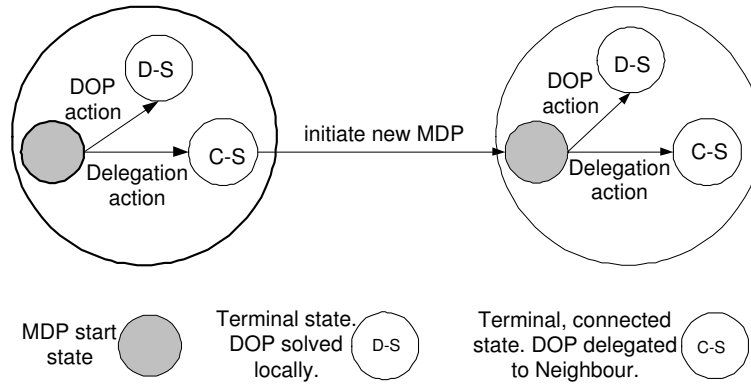 D-S
DOP
action
C-S
Delegation
action
initiate new MDP
D-S
DOP
action
C-S
Delegation
action
MDP start
state
Terminal state.
DOP solved
locally.
D-S
Terminal, connected
state. DOP delegated
to Neighbour.
C-S